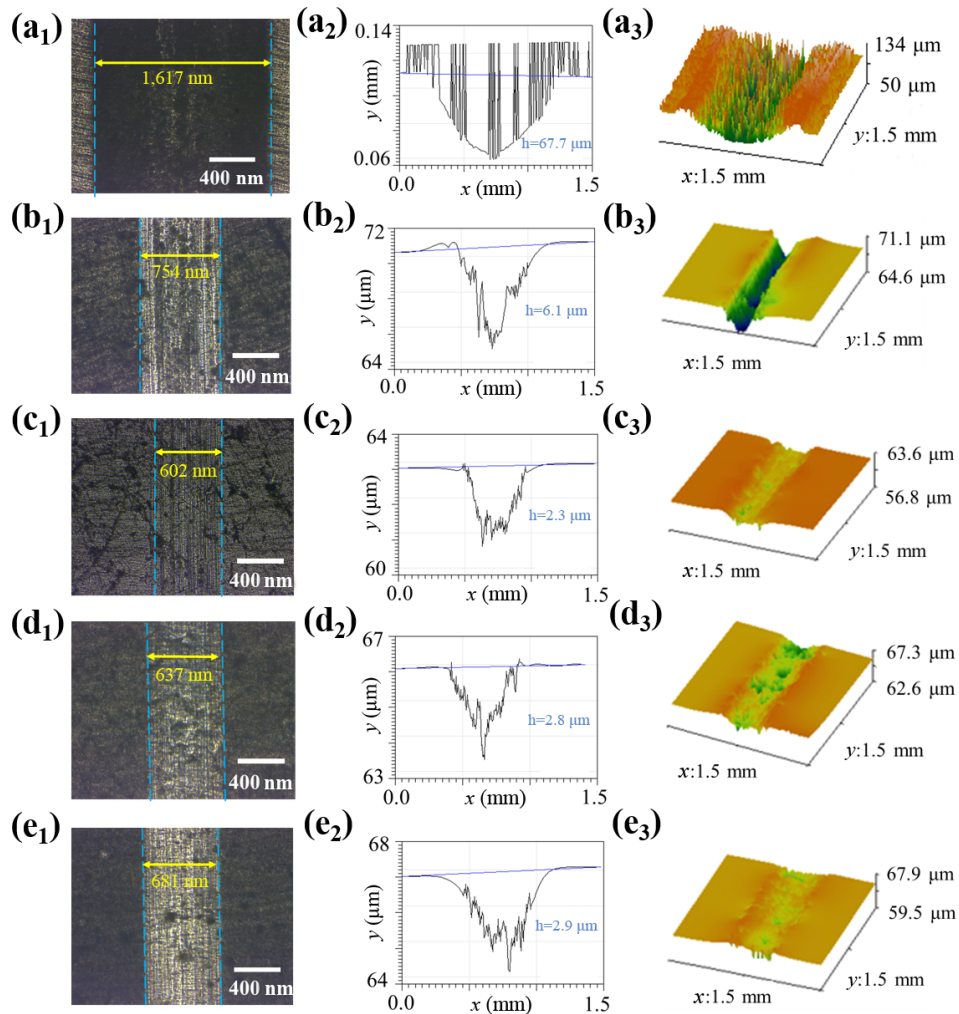 (a1)
1,617 nm
400 nm
(a2)
0.14
y (mm)
0.06
h=67.7 μm
0.0
x (mm)
1.5
(a3)
134 μm
50 μm
y:1.5 mm
x:1.5 mm
(b1)
754 nm
400 nm
(b2)
72
y (μm)
64
h=6.1 μm
(b3)
71.1 μm
64.6 μm
y:1.5 mm
x:1.5 mm
(c1)
602 nm
400 nm
(c2)
64
y (μm)
60
h=2.3 μm
0.0
x (mm)
1.5
(c3)
63.6 μm
56.8 μm
y:1.5 mm
x:1.5 mm
(d1)
637 nm
400 nm
(d2)
67
y (μm)
63
h=2.8 μm
0.0
x (mm)
1.5
(d3)
67.3 μm
62.6 μm
y:1.5 mm
x:1.5 mm
(e1)
681 nm
400 nm
(e2)
68
y (μm)
64
h=2.9 μm
0.0
x (mm)
1.5
(e3)
67.9 μm
59.5 μm
y:1.5 mm
x:1.5 mm